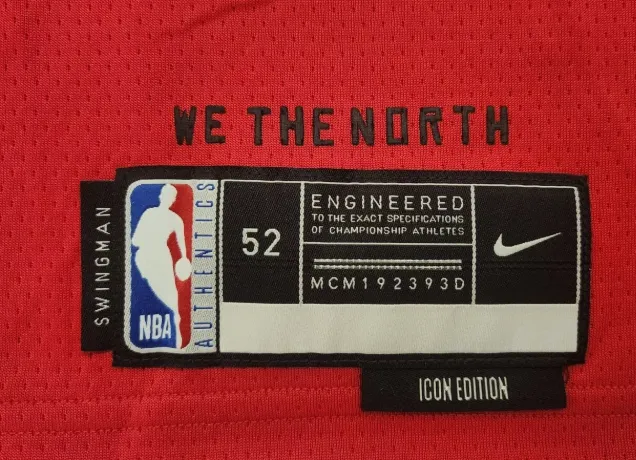 WE THE NORTH
SWINGMAN
NBA
AUTHENTICS
52
ENGINEERED
TO THE EXACT SPECIFICATIONS
OF CHAMPIONSHIP ATHLETES
MCM192393D
ICON EDITION